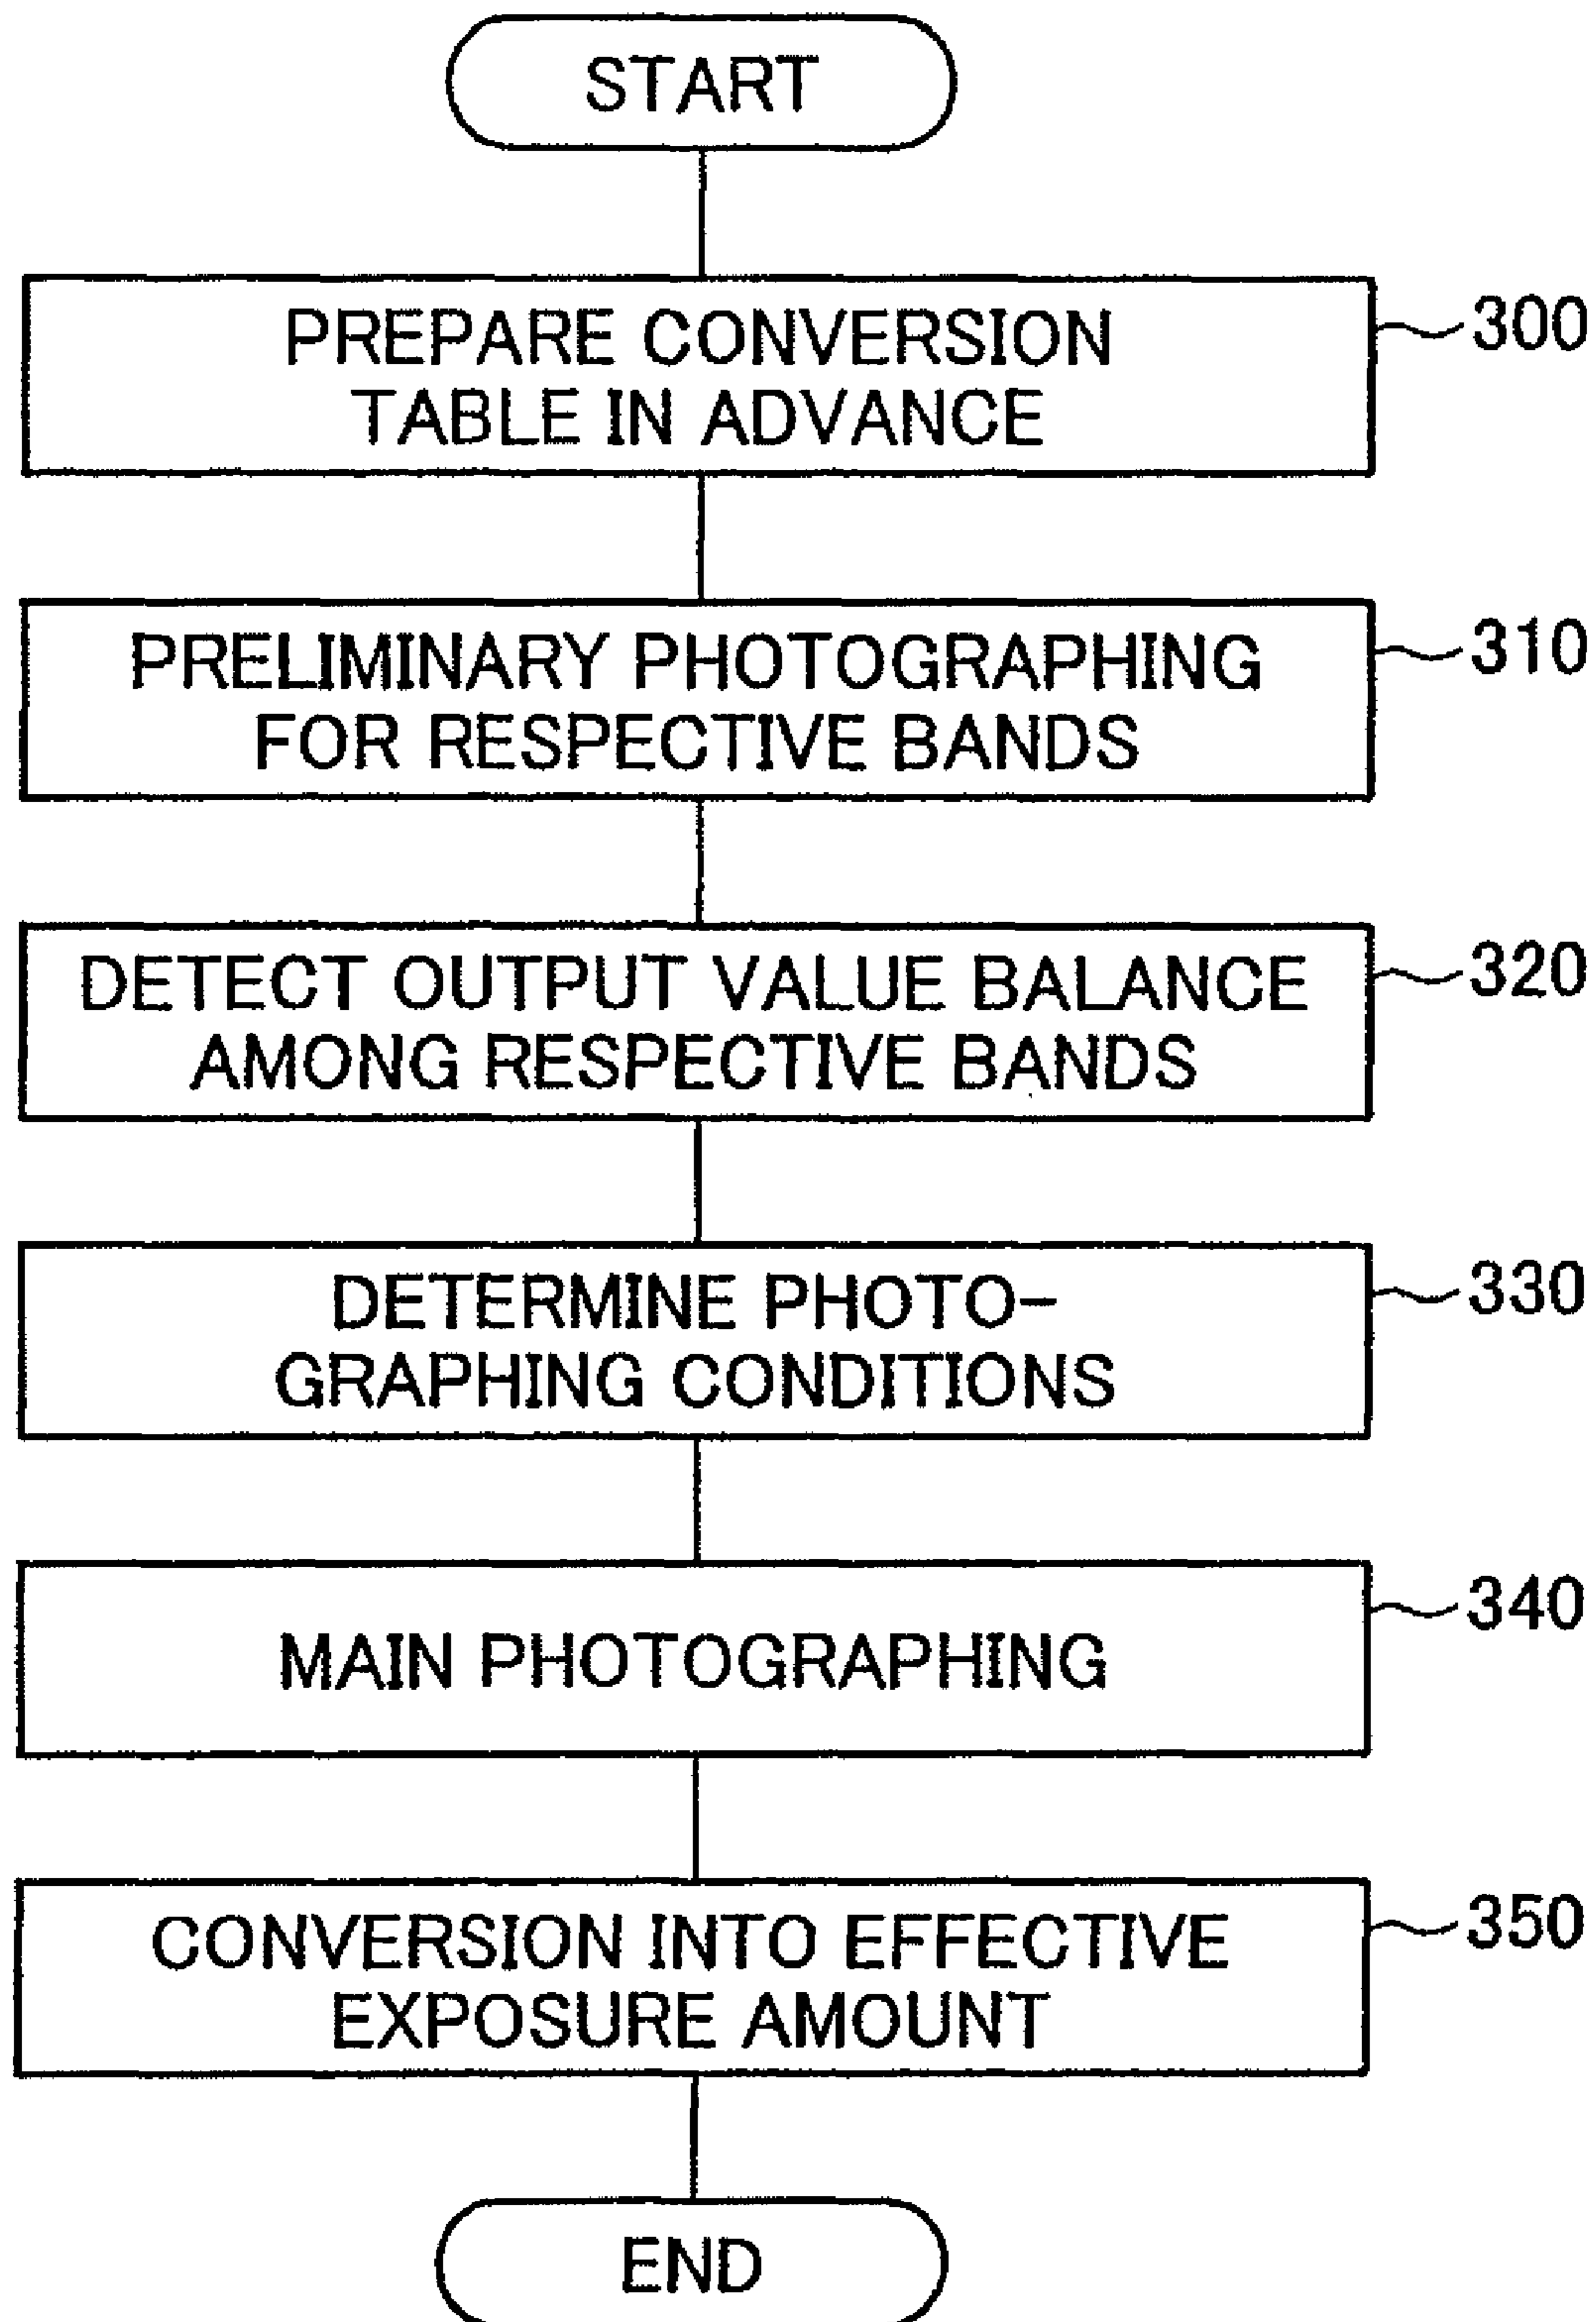 START
PREPARE CONVERSION
TABLE IN ADVANCE
300
PRELIMINARY PHOTOGRAPHING
FOR RESPECTIVE BANDS
310
DETECT OUTPUT VALUE BALANCE
AMONG RESPECTIVE BANDS
320
DETERMINE PHOTO-
GRAPHING CONDITIONS
330
MAIN PHOTOGRAPHING
340
CONVERSION INTO EFFECTIVE
EXPOSURE AMOUNT
350
END